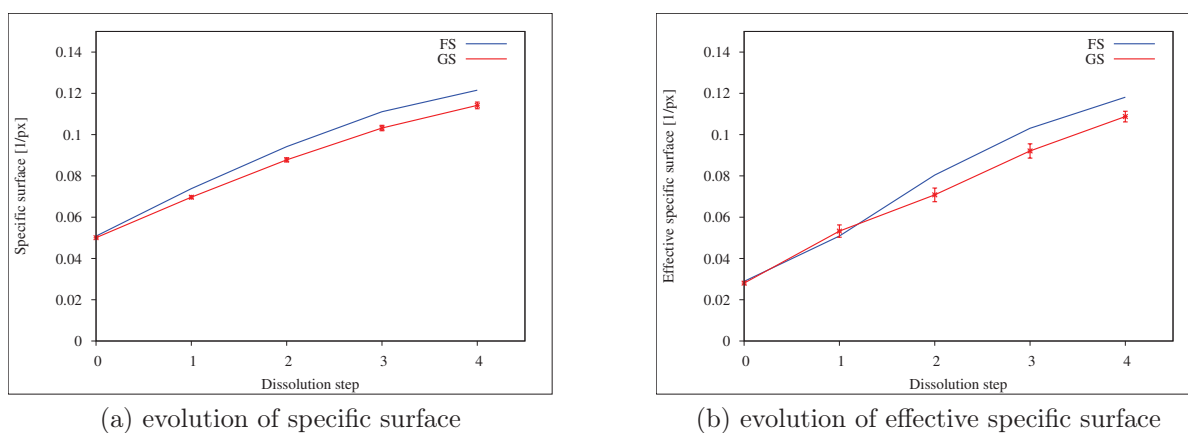 0.14
0.12
0.1
0.08
0.06
0.04
0.02
0
Specific surface [1/px]
FS
GS
0 1 2 3 4
Dissolution step
(a) evolution of specific surface
0.14
0.12
0.1
0.08
0.06
0.04
0.02
0
Effective specific surface [1/px]
FS
GS
0 1 2 3 4
Dissolution step
(b) evolution of effective specific surface